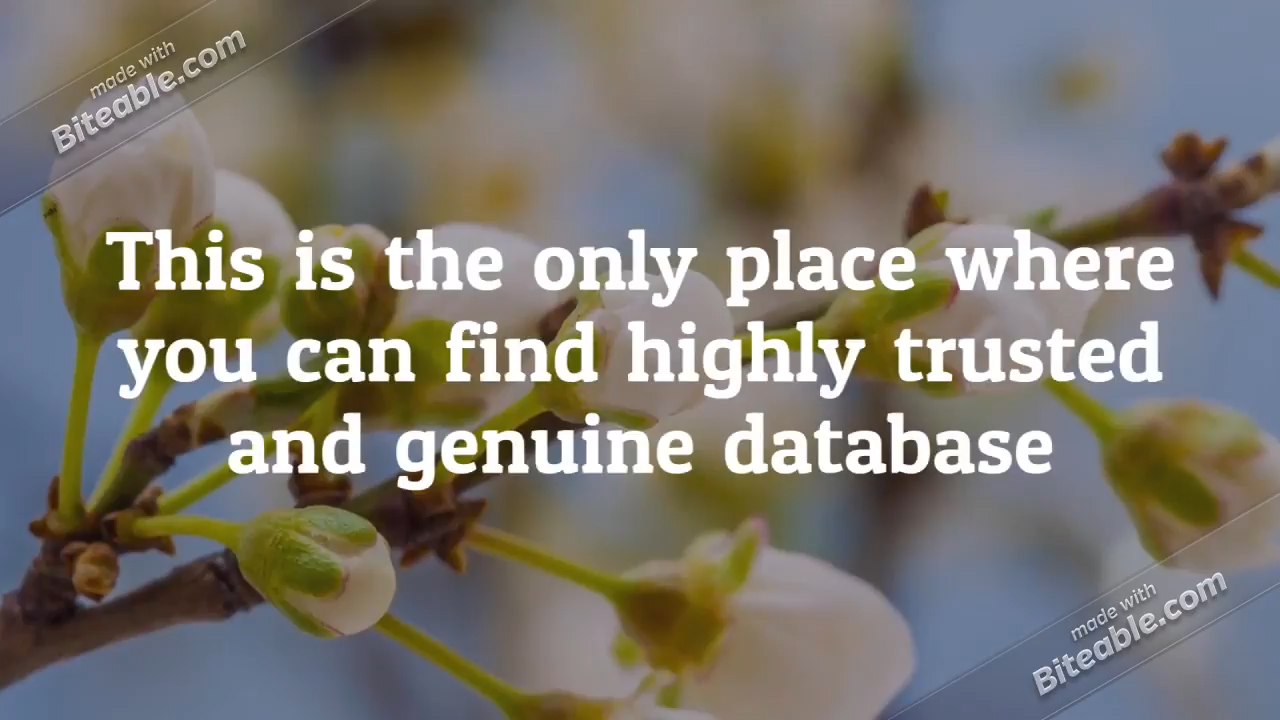 made with
Biteable.com
This is the only place where
you can find highly trusted
and genuine database
made with
Biteable.com